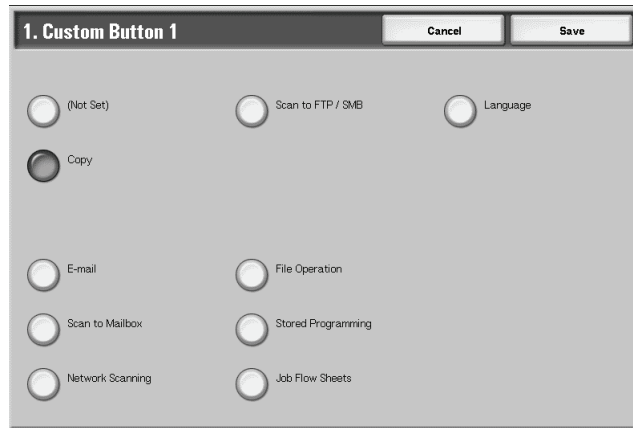 1. Custom Button 1
Cancel
Save
(Not Set)
Scan to FTP / SMB
Language
Copy
E-mail
File Operation
Scan to Mailbox
Stored Programming
Network Scanning
Job Flow Sheets